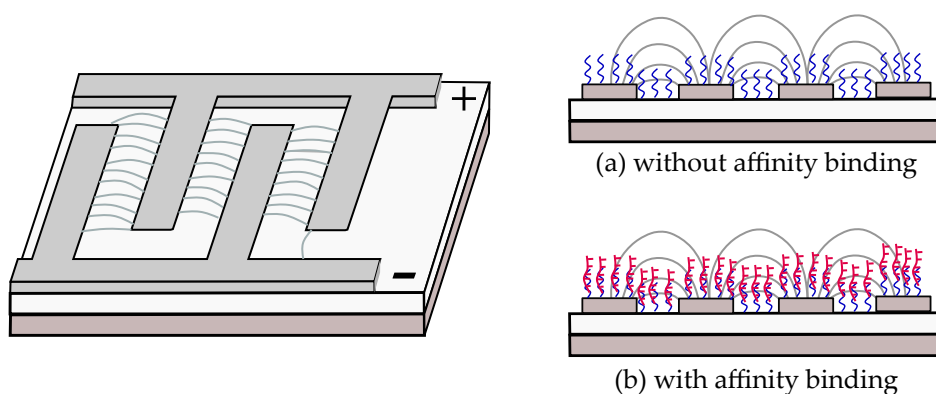 +
-
(a) without affinity binding
(b) with affinity binding